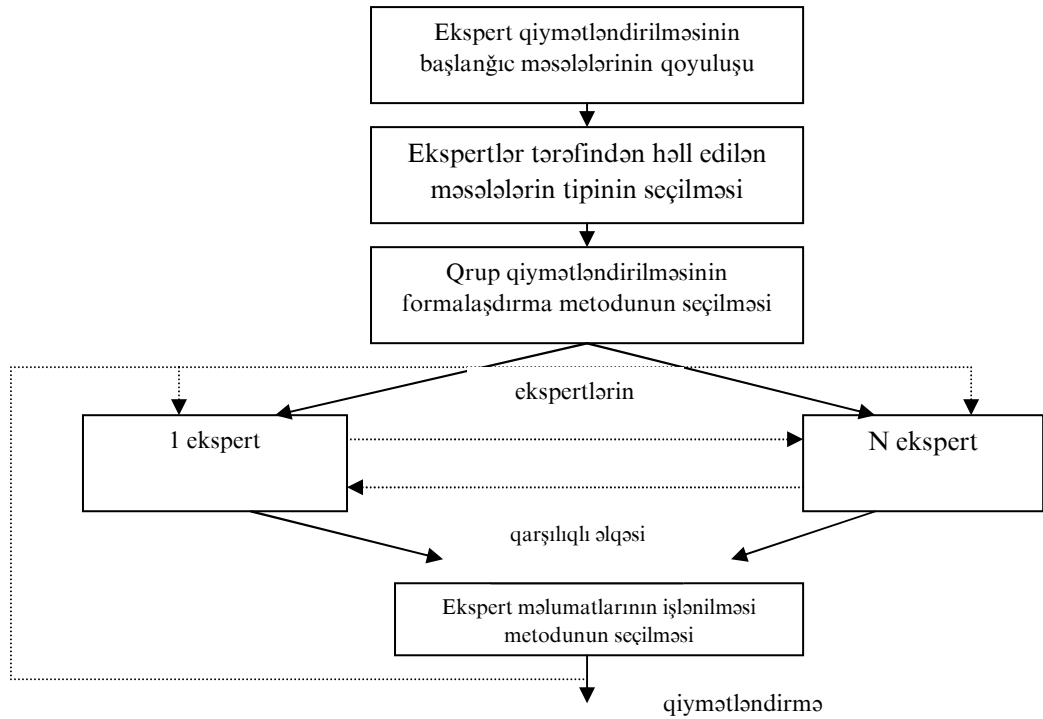 Ekspert qiymətləndirilməsinin
başlanğıc məsələlərinin qoyuluşu
Ekspertlər tərəfindən həll edilən
məsələlərin tipinin seçilməsi
Qrup qiymətləndirilməsinin
formalaşdırma metodunun seçilməsi
ekspertlərin
1 ekspert
N ekspert
qarşılıqlı əlqəsi
Ekspert məlumatlarının işlənilməsi
metodunun seçilməsi
qiymətləndirmə